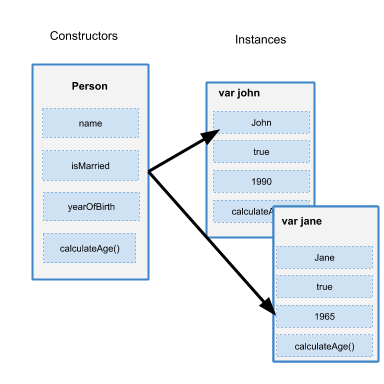 Constructors
Instances
Person
name
isMarried
yearOfBirth
calculateAge()
var john
John
true
1990
calculateA
var jane
Jane
true
1965
calculateAge()